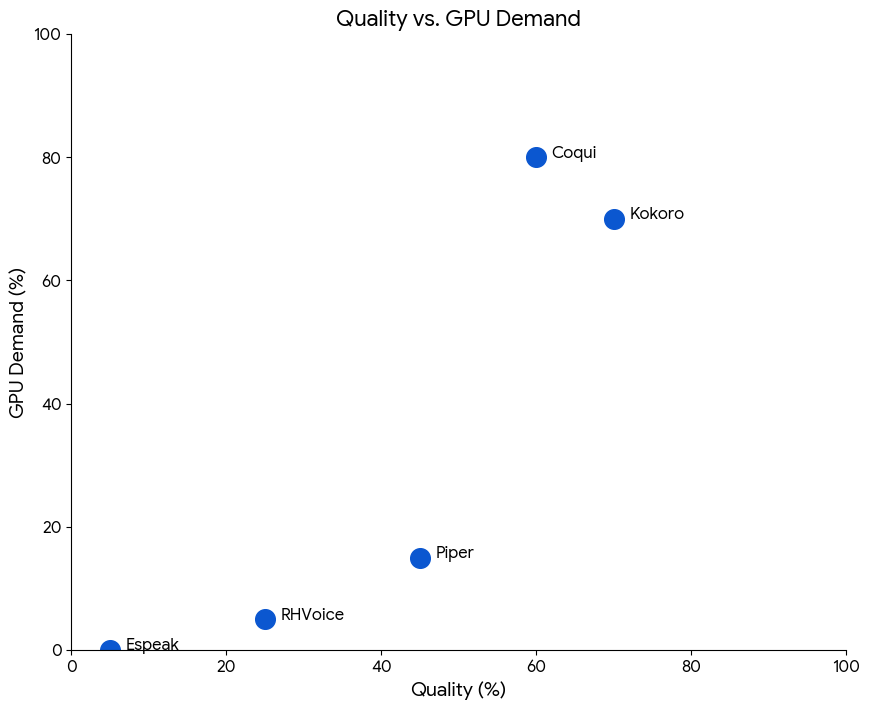 Quality vs. GPU Demand
100
80
60
40
20
0
GPU Demand (%)
Coqui
Kokoro
Piper
RHVoice
Espeak
0 20 40 60 80 100
Quality (%)